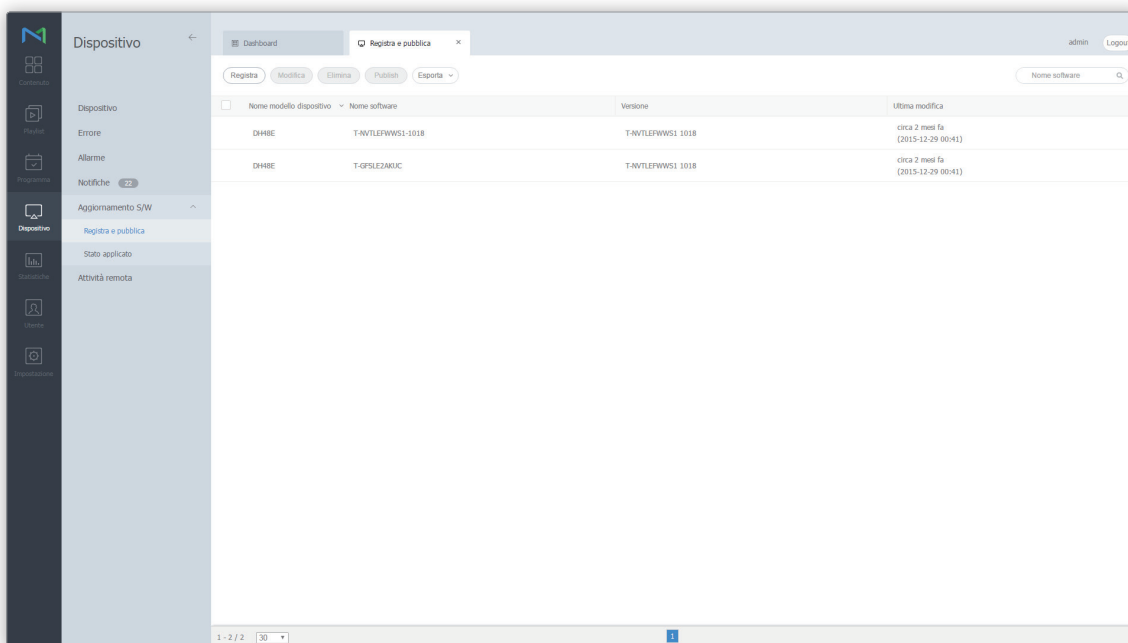 Contenuto
Playlist
Programma
Dispositivo
Statistiche
Utente
Impostazione
Dispositivo
Dispositivo
Errore
Allarme
Notifiche 22
Aggiornamento S/W
Registra e pubblica
Stato applicato
Attività remota
Dashboard
Registra e pubblica ×
admin Logout
Registra Modifica Elimina Publish Esporta
Nome software
Nome modello dispositivo Nome software Versione Ultima modifica
DH48E T-NVTLEFWWS1-1018 T-NVTLEFWWS1 1018 circa 2 mesi fa
(2015-12-29 00:41)
DH48E T-GFSLE2AKUC T-NVTLEFWWS1 1018 circa 2 mesi fa
(2015-12-29 00:41)
1 - 2 / 2 30 1